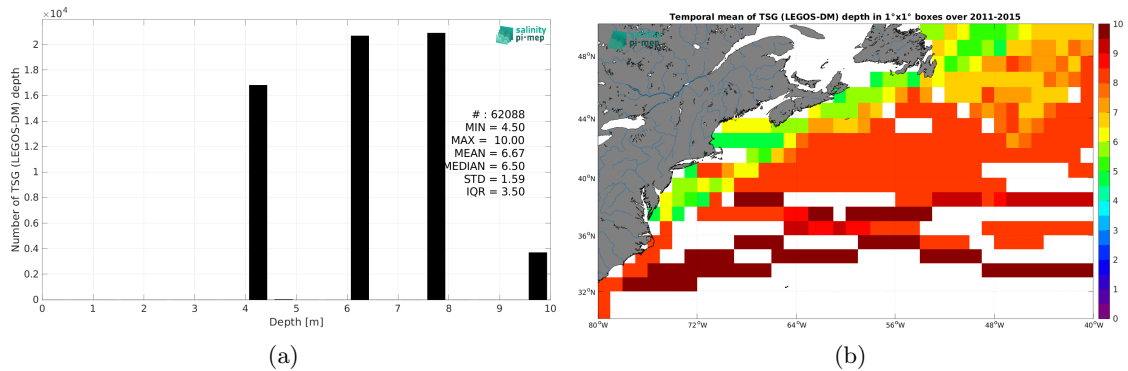 ×10⁴
2
1.8
1.6
1.4
1.2
1
0.8
0.6
0.4
0.2
0
Number of TSG (LEGOS-DM) depth
salinity
pi-mep
# : 62088
MIN = 4.50
MAX = 10.00
MEAN = 6.67
MEDIAN = 6.50
STD = 1.59
IQR = 3.50
0 1 2 3 4 5 6 7 8 9 10
Depth [m]
(a)
Temporal mean of TSG (LEGOS-DM) depth in 1°x1° boxes over 2011-2015
salinity
pi-mep
48°N
44°N
40°N
36°N
32°N
80°W 72°W 64°W 56°W 48°W 40°W
10
9
8
7
6
5
4
3
2
1
0
(b)